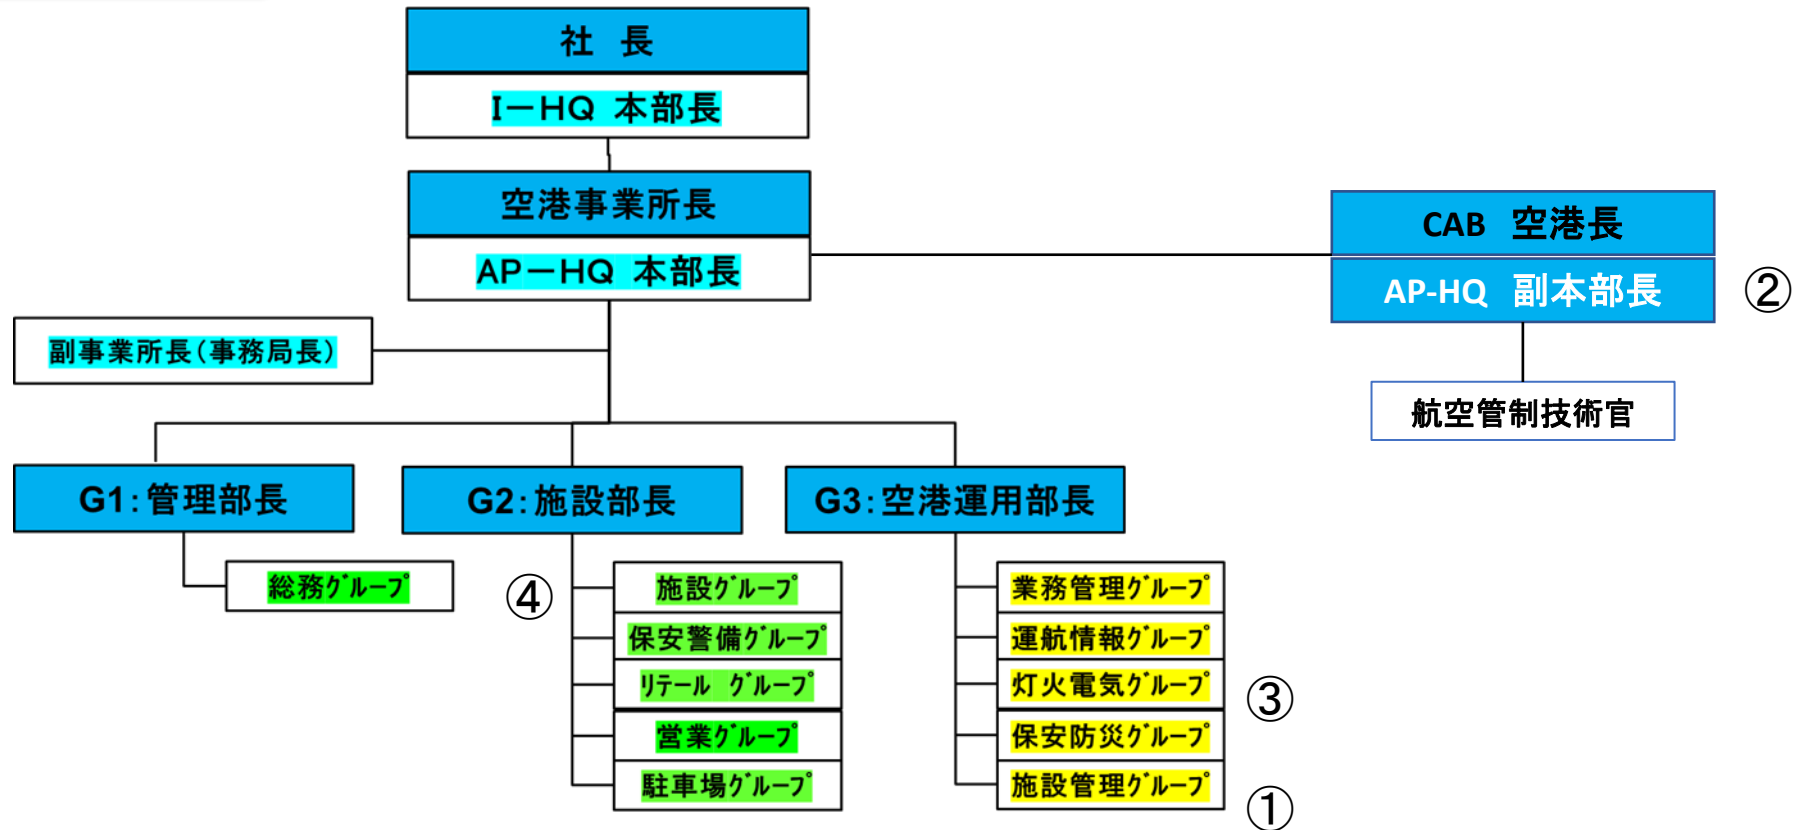 社　長
I－HQ 本部長
空港事業所長
AP－HQ 本部長
CAB 空港長
AP-HQ 副本部長
②
副事業所長（事務局長）
航空管制技術官
G1：管理部長
G2：施設部長
G3：空港運用部長
総務ｸﾞﾙｰﾌﾟ
④
施設ｸﾞﾙｰﾌﾟ
保安警備ｸﾞﾙｰﾌﾟ
ﾘﾃｰﾙ ｸﾞﾙｰﾌﾟ
営業ｸﾞﾙｰﾌﾟ
駐車場ｸﾞﾙｰﾌﾟ
業務管理ｸﾞﾙｰﾌﾟ
運航情報ｸﾞﾙｰﾌﾟ
灯火電気ｸﾞﾙｰﾌﾟ
③
保安防災ｸﾞﾙｰﾌﾟ
施設管理ｸﾞﾙｰﾌﾟ
①